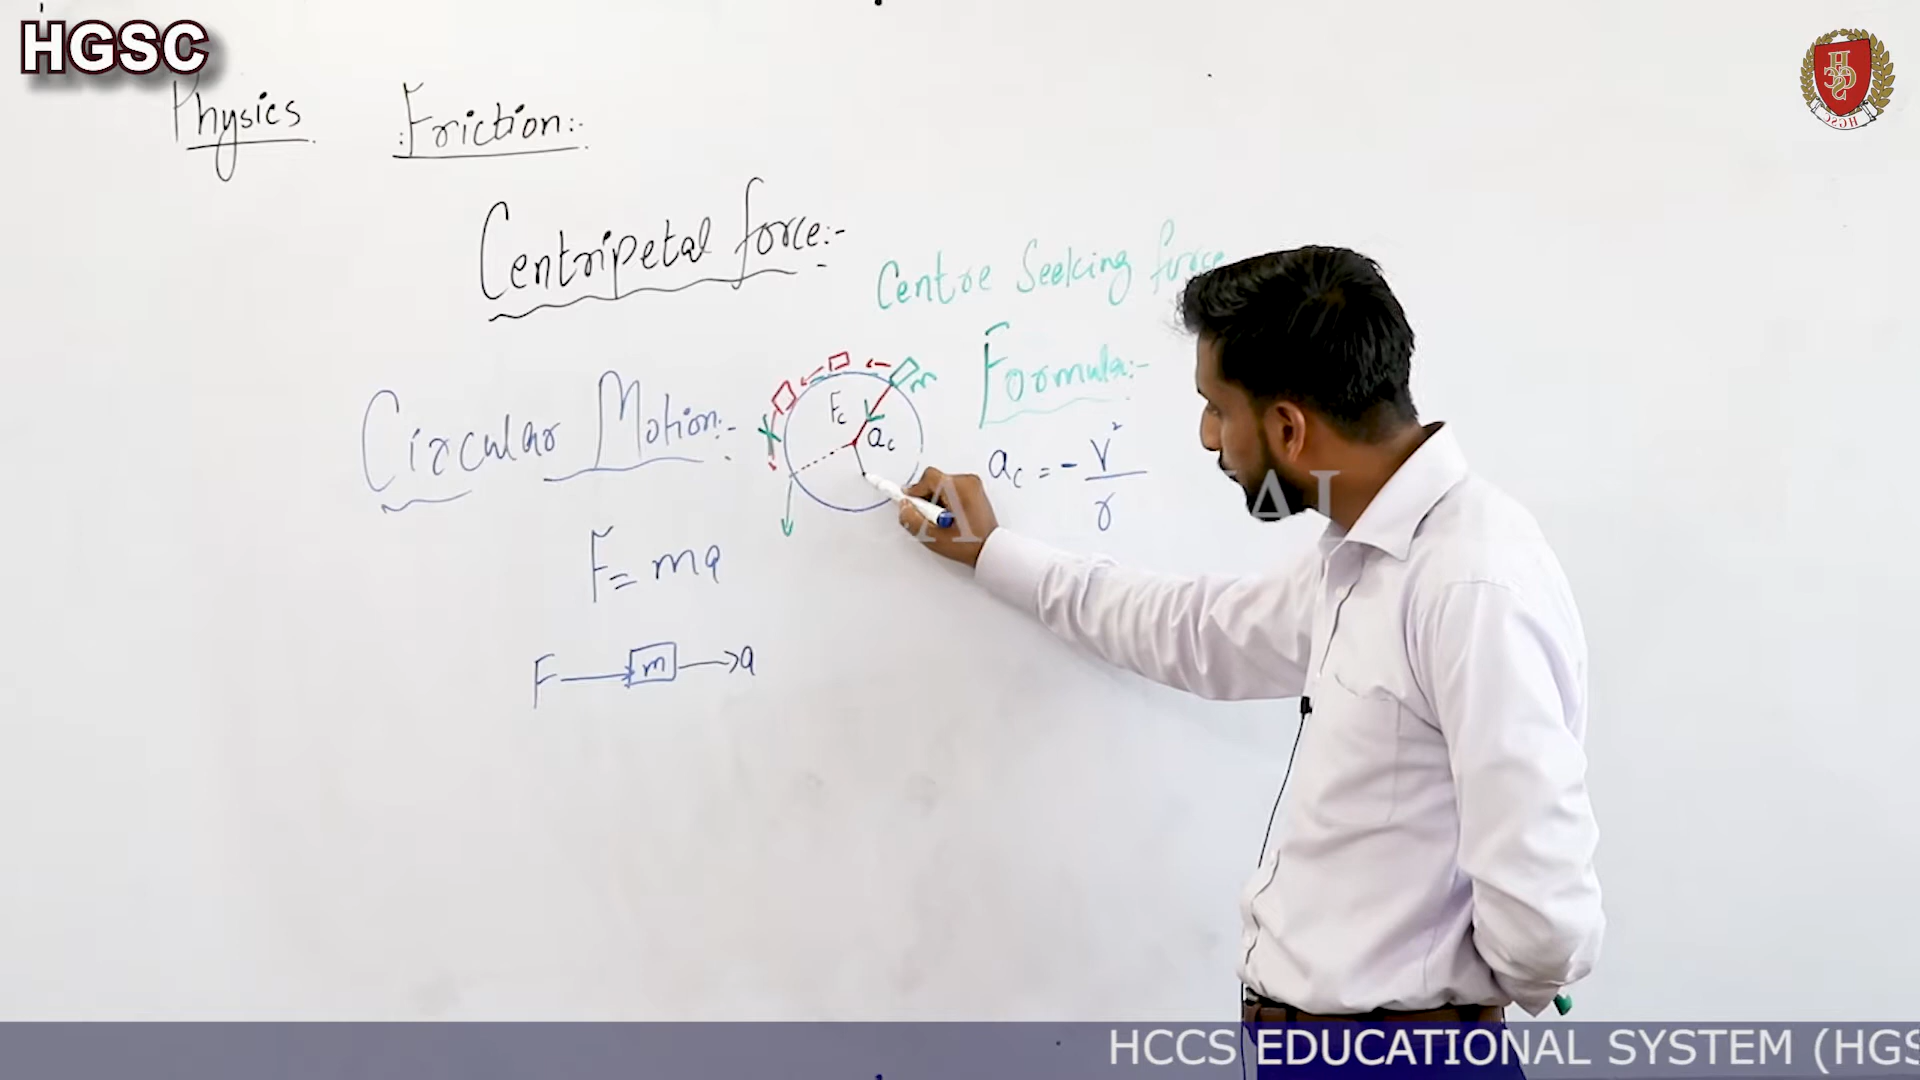 HGSC
Physics Friction:-
Centripetal force:-
Centre Seeking force
Formula:-
Circular Motion:-
m
Fc
ac
ac = - v²/r
F = ma
F → m → a
HCCS EDUCATIONAL SYSTEM (HGS